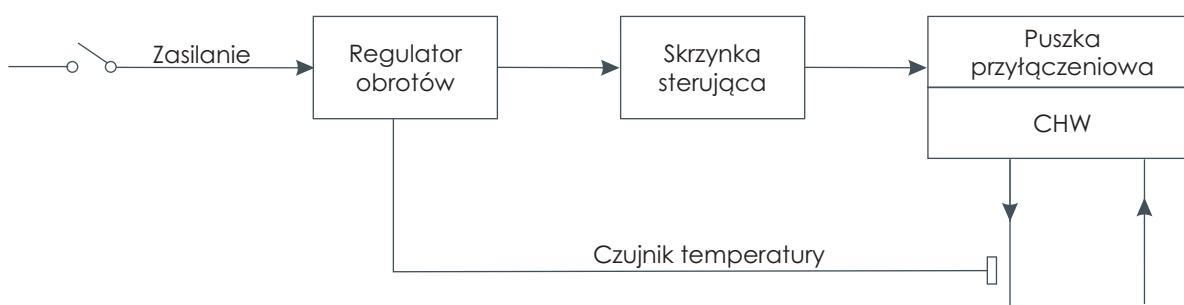 Zasilanie
Regulator
obrotów
Skrzynka
sterująca
Puszka
przyłączeniowa
CHW
Czujnik temperatury